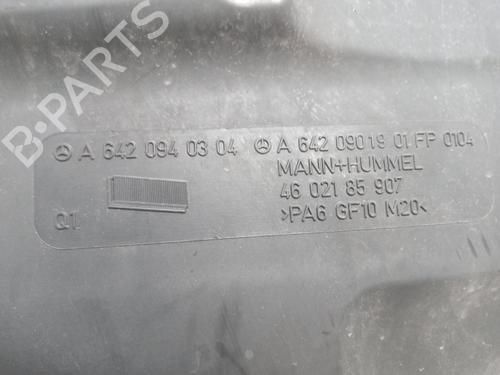 A 642 094 03 04 A 642 090 19 01 FP 0104
MANN+HUMMEL
46 021 85 907
Q1 >PA6 GF10 M20<
B-PARTS